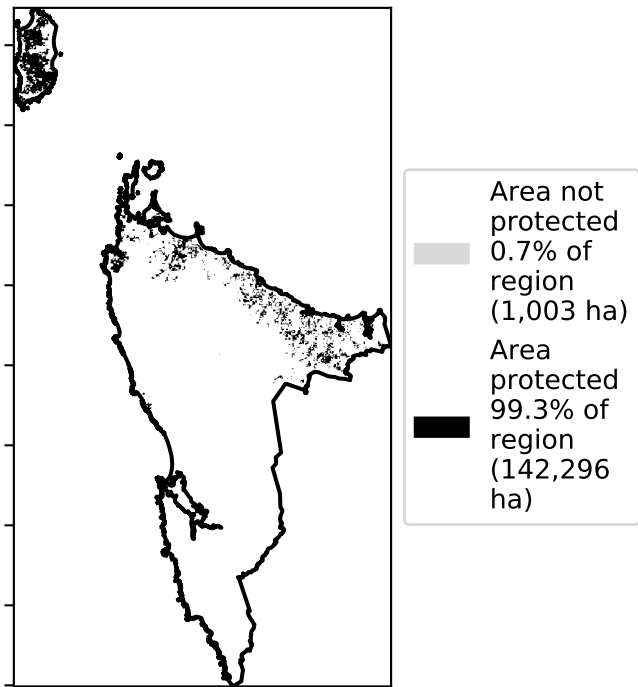 Area not
protected
0.7% of
region
(1,003 ha)
Area
protected
99.3% of
region
(142,296
ha)